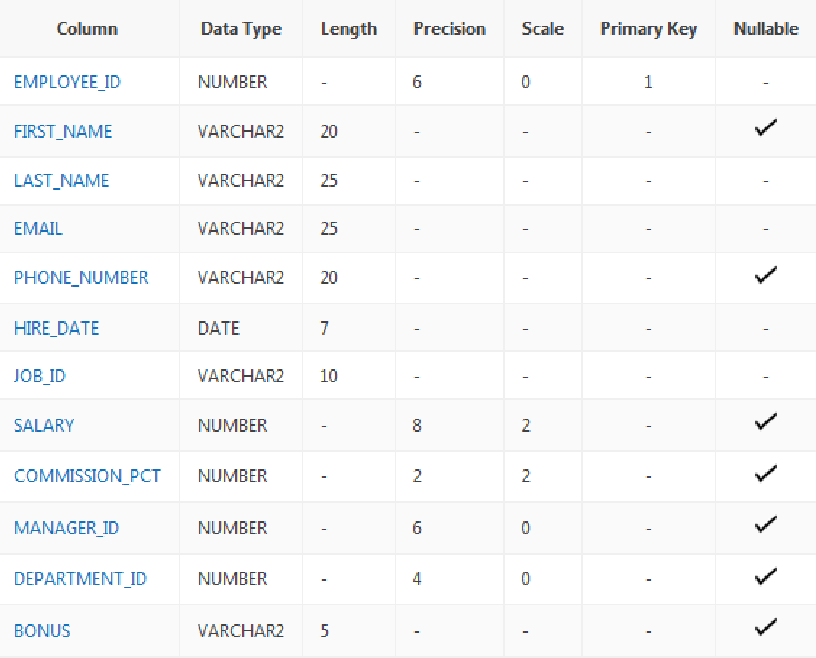 Column Data Type Length Precision Scale Primary Key Nullable
EMPLOYEE_ID NUMBER - 6 0 1 -
FIRST_NAME VARCHAR2 20 - - - ✓
LAST_NAME VARCHAR2 25 - - - -
EMAIL VARCHAR2 25 - - - -
PHONE_NUMBER VARCHAR2 20 - - - ✓
HIRE_DATE DATE 7 - - - -
JOB_ID VARCHAR2 10 - - - -
SALARY NUMBER - 8 2 - ✓
COMMISSION_PCT NUMBER - 2 2 - ✓
MANAGER_ID NUMBER - 6 0 - ✓
DEPARTMENT_ID NUMBER - 4 0 - ✓
BONUS VARCHAR2 5 - - - ✓